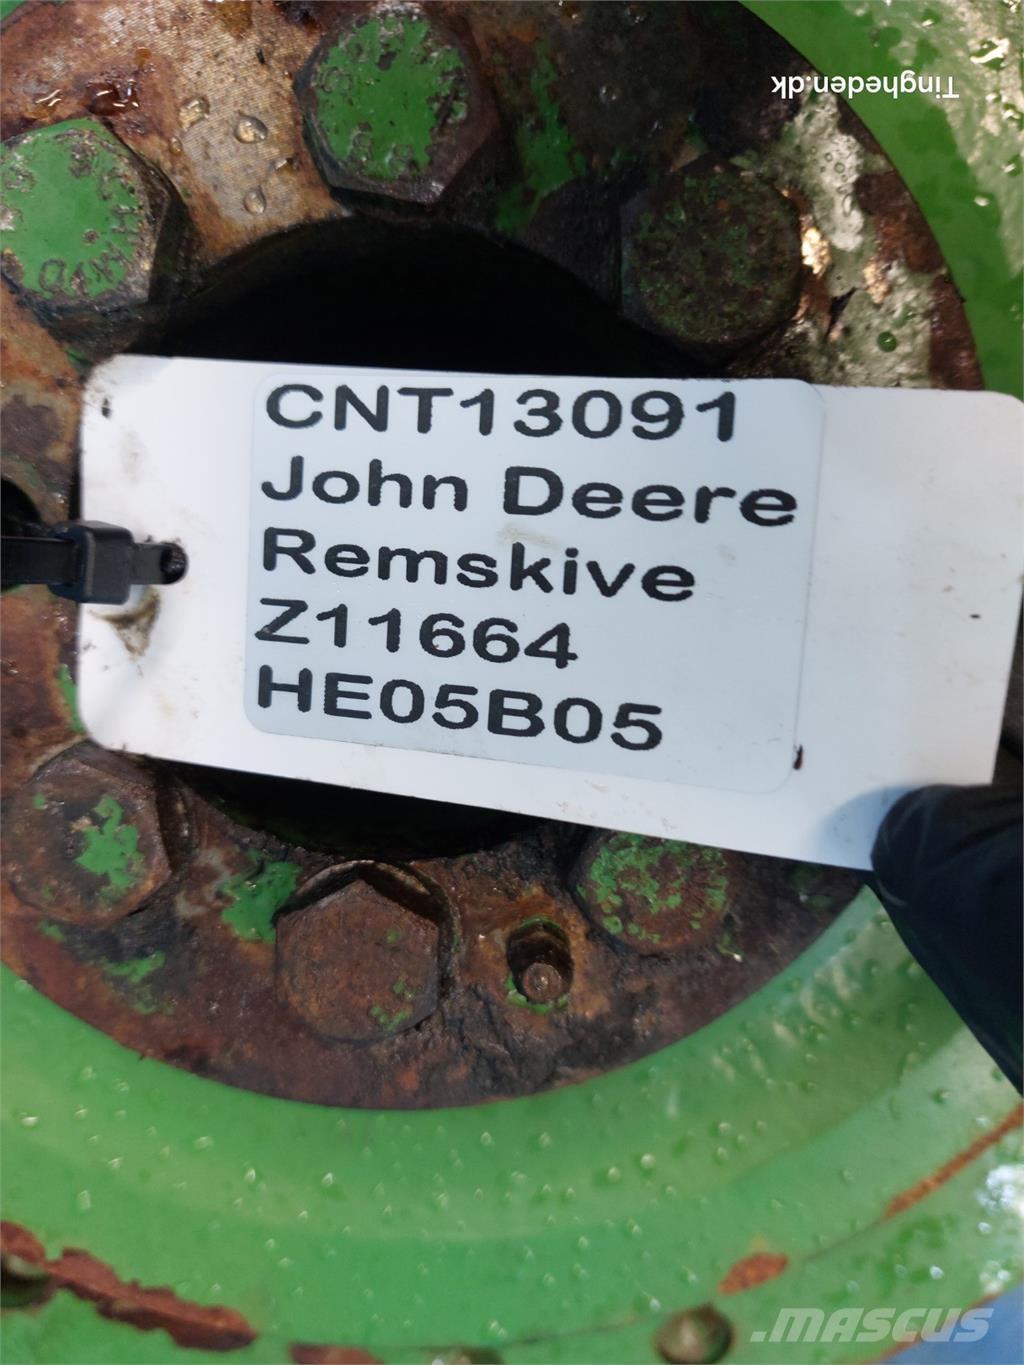 Tingheden.dk
CNT13091
John Deere
Remskive
Z11664
HE05B05
.MASCUS